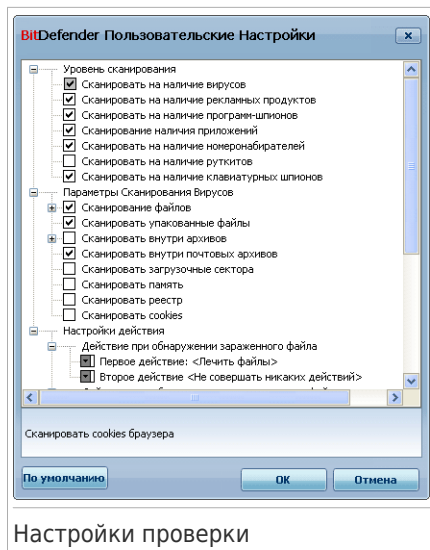 BitDefender Пользовательские Настройки
Уровень сканирования
Сканировать на наличие вирусов
Сканировать на наличие рекламных продуктов
Сканировать на наличие программ-шпионов
Сканирование наличия приложений
Сканировать на наличие номеронабирателей
Сканировать на наличие руткитов
Сканировать на наличие клавиатурных шпионов
Параметры Сканирования Вирусов
Сканирование файлов
Сканировать упакованные файлы
Сканировать внутри архивов
Сканировать внутри почтовых архивов
Сканировать загрузочные сектора
Сканировать память
Сканировать реестр
Сканировать cookies
Настройки действия
Действие при обнаружении зараженного файла
Первое действие: <Лечить файлы>
Второе действие <Не совершать никаких действий>
Сканировать cookies браузера
По умолчанию
ОК
Отмена
Настройки проверки